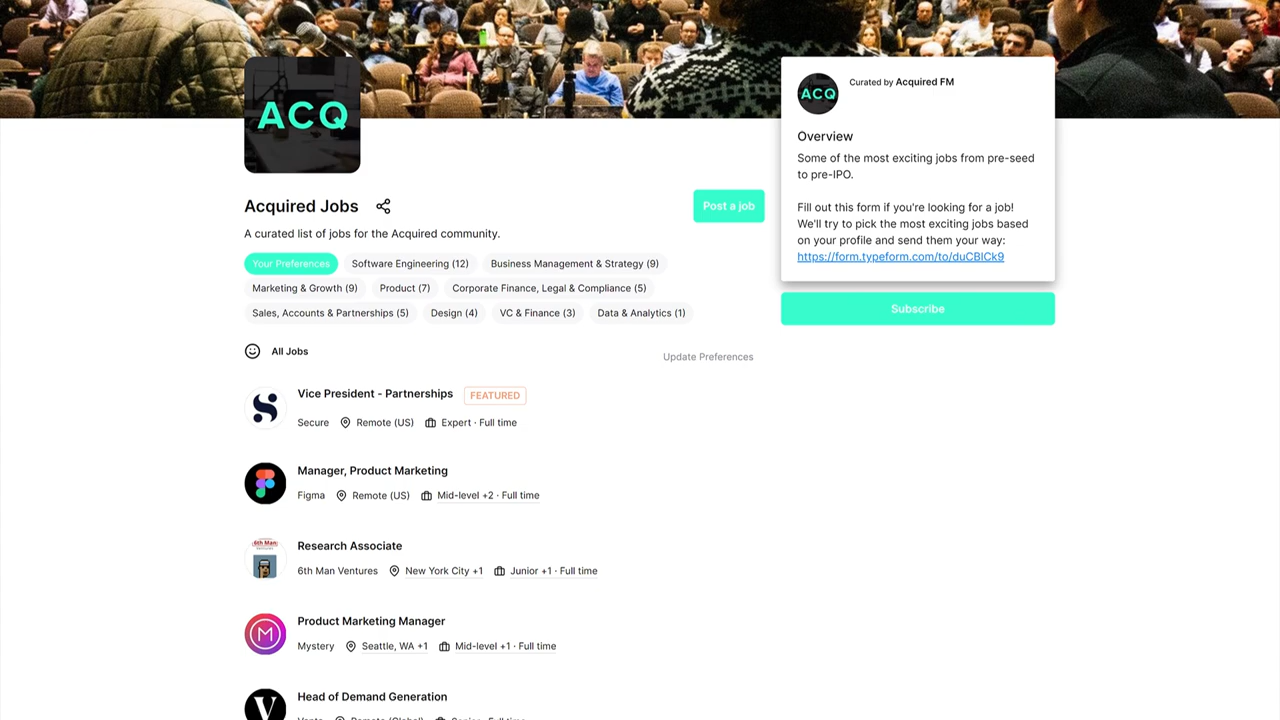 ACQ
Curated by Acquired FM
ACQ
Overview
Some of the most exciting jobs from pre-seed
to pre-IPO.
Fill out this form if you're looking for a job!
We'll try to pick the most exciting jobs based
on your profile and send them your way:
https://form.typeform.com/to/duCBlCk9
Subscribe
Acquired Jobs
Post a job
A curated list of jobs for the Acquired community.
Your Preferences Software Engineering (12) Business Management & Strategy (9)
Marketing & Growth (9) Product (7) Corporate Finance, Legal & Compliance (5)
Sales, Accounts & Partnerships (5) Design (4) VC & Finance (3) Data & Analytics (1)
All Jobs
Update Preferences
Vice President - Partnerships FEATURED
Secure Remote (US) Expert · Full time
Manager, Product Marketing
Figma Remote (US) Mid-level +2 · Full time
6th Man
Research Associate
6th Man Ventures New York City +1 Junior +1 · Full time
Product Marketing Manager
Mystery Seattle, WA +1 Mid-level +1 · Full time
Head of Demand Generation